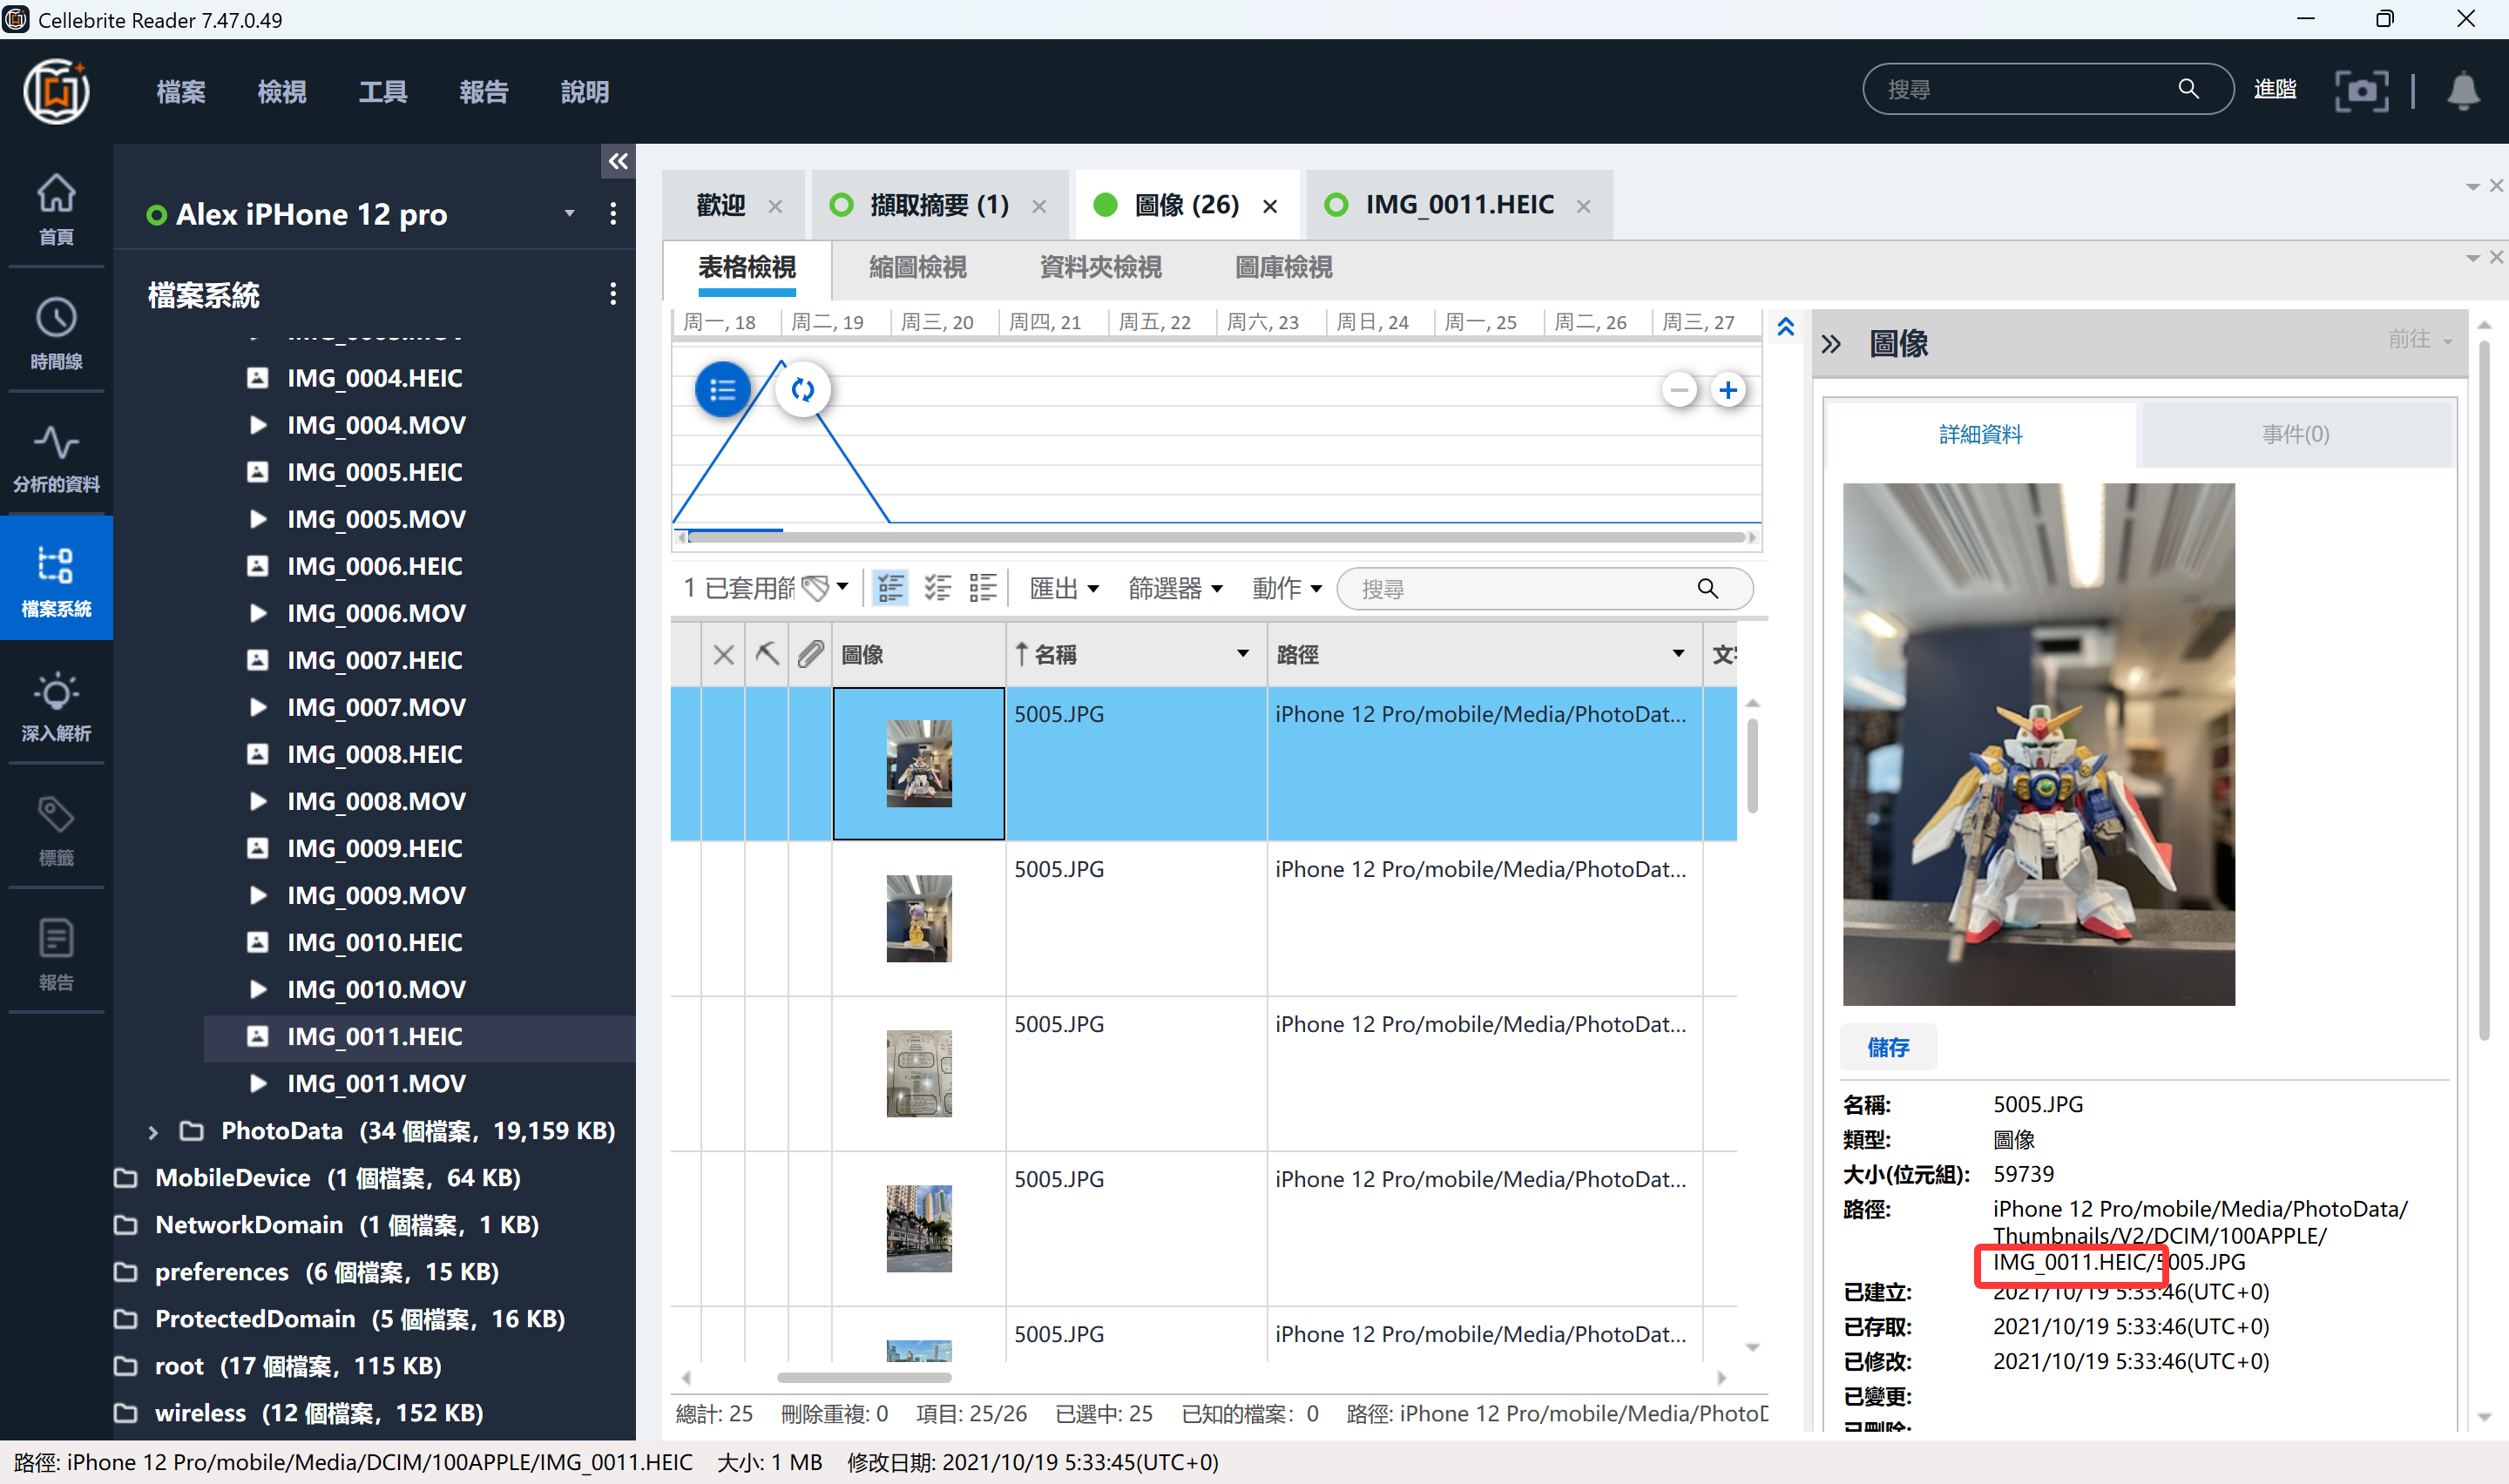 Cellebrite Reader 7.47.0.49
檔案 檢視 工具 報告 說明
搜尋 進階
首頁
時間線
分析的資料
檔案系統
深入解析
標籤
報告
Alex iPHone 12 pro
檔案系統
IMG_0004.HEIC
IMG_0004.MOV
IMG_0005.HEIC
IMG_0005.MOV
IMG_0006.HEIC
IMG_0006.MOV
IMG_0007.HEIC
IMG_0007.MOV
IMG_0008.HEIC
IMG_0008.MOV
IMG_0009.HEIC
IMG_0009.MOV
IMG_0010.HEIC
IMG_0010.MOV
IMG_0011.HEIC
IMG_0011.MOV
PhotoData (34 個檔案, 19,159 KB)
MobileDevice (1 個檔案, 64 KB)
NetworkDomain (1 個檔案, 1 KB)
preferences (6 個檔案, 15 KB)
ProtectedDomain (5 個檔案, 16 KB)
root (17 個檔案, 115 KB)
wireless (12 個檔案, 152 KB)
歡迎 擷取摘要 (1) 圖像 (26) IMG_0011.HEIC
表格檢視 縮圖檢視 資料夾檢視 圖庫檢視
周一, 18 周二, 19 周三, 20 周四, 21 周五, 22 周六, 23 周日, 24 周一, 25 周二, 26 周三, 27
1 已套用篩 匯出 篩選器 動作 搜尋
圖像 名稱 路徑 文
5005.JPG iPhone 12 Pro/mobile/Media/PhotoDat...
5005.JPG iPhone 12 Pro/mobile/Media/PhotoDat...
5005.JPG iPhone 12 Pro/mobile/Media/PhotoDat...
5005.JPG iPhone 12 Pro/mobile/Media/PhotoDat...
5005.JPG iPhone 12 Pro/mobile/Media/PhotoDat...
總計: 25 刪除重複: 0 項目: 25/26 已選中: 25 已知的檔案: 0 路徑: iPhone 12 Pro/mobile/Media/PhotoD
圖像 前往
詳細資料 事件(0)
儲存
名稱: 5005.JPG
類型: 圖像
大小(位元組): 59739
路徑: iPhone 12 Pro/mobile/Media/PhotoData/
Thumbnails/V2/DCIM/100APPLE/
IMG_0011.HEIC/5005.JPG
已建立: 2021/10/19 5:33:46(UTC+0)
已存取: 2021/10/19 5:33:46(UTC+0)
已修改: 2021/10/19 5:33:46(UTC+0)
已變更:
已刪除:
路徑: iPhone 12 Pro/mobile/Media/DCIM/100APPLE/IMG_0011.HEIC 大小: 1 MB 修改日期: 2021/10/19 5:33:45(UTC+0)